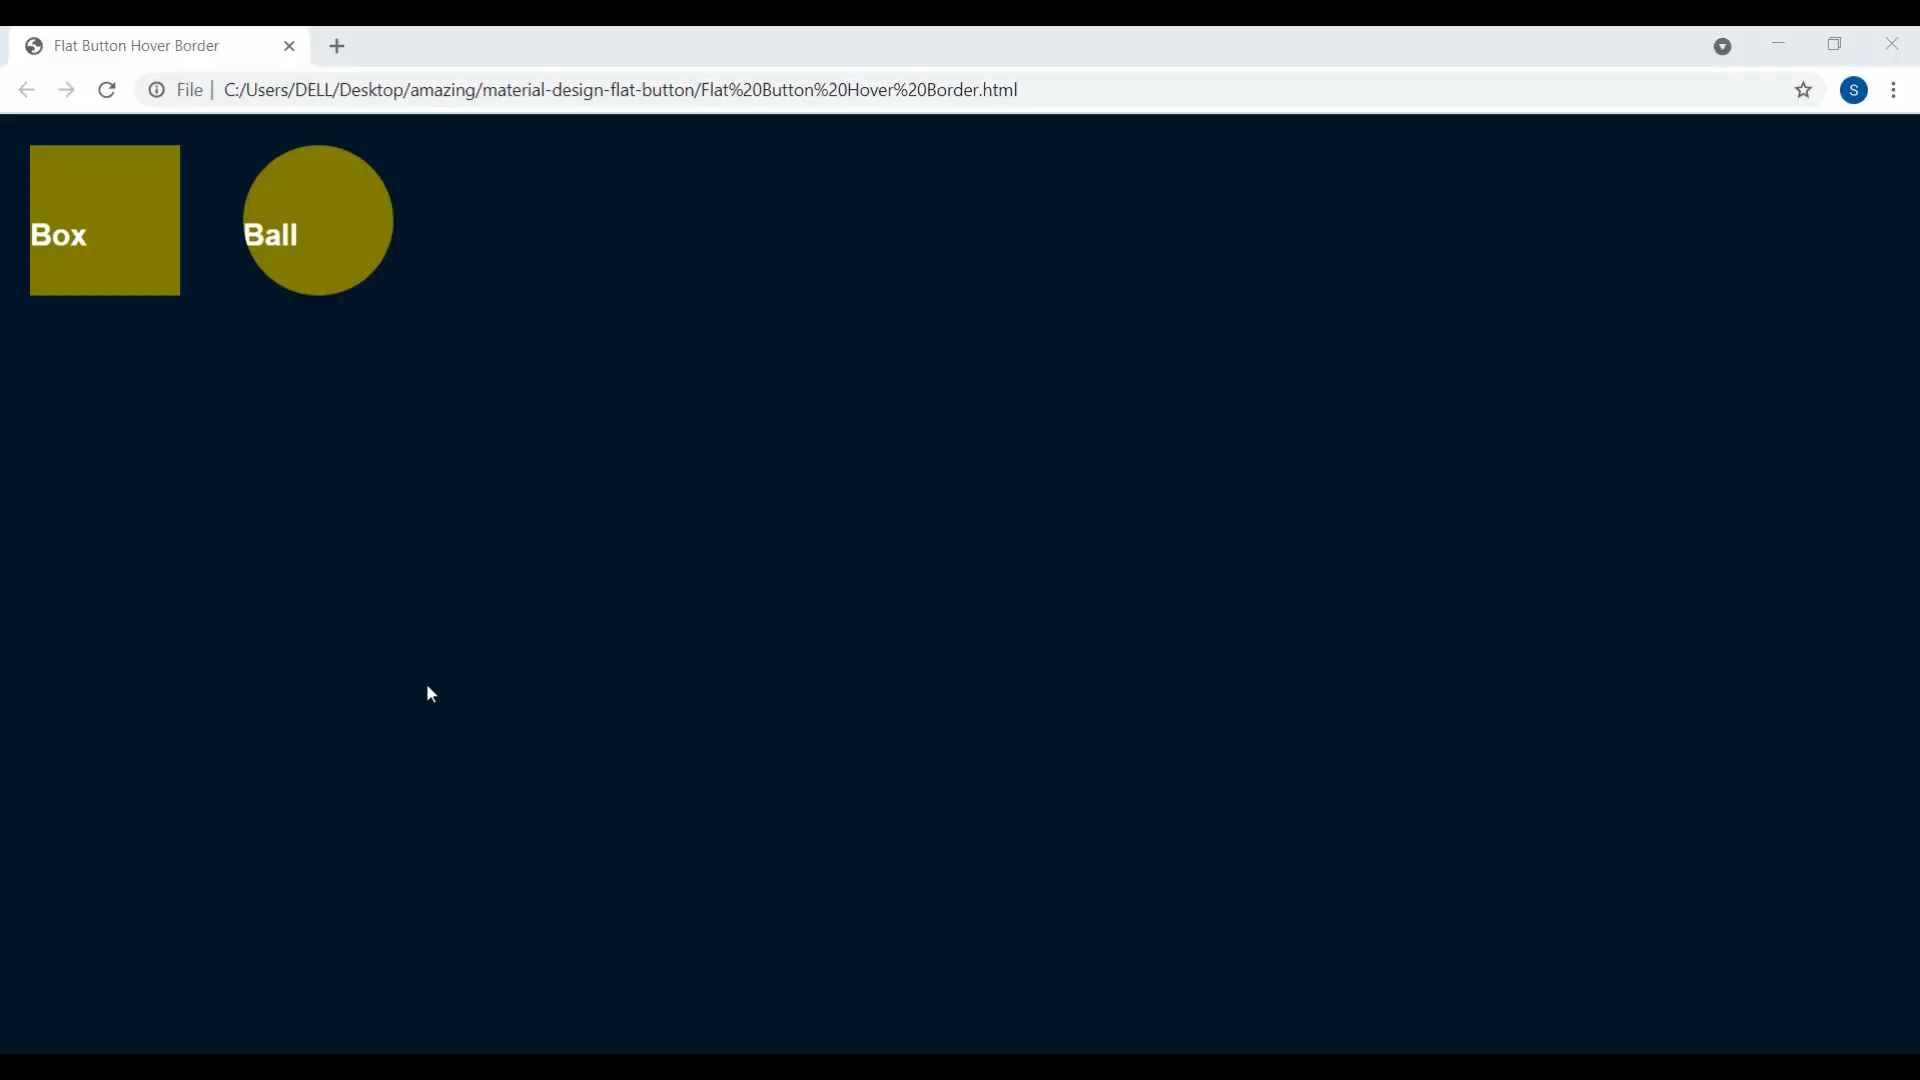 Flat Button Hover Border
File | C:/Users/DELL/Desktop/amazing/material-design-flat-button/Flat%20Button%20Hover%20Border.html
S
Box
Ball